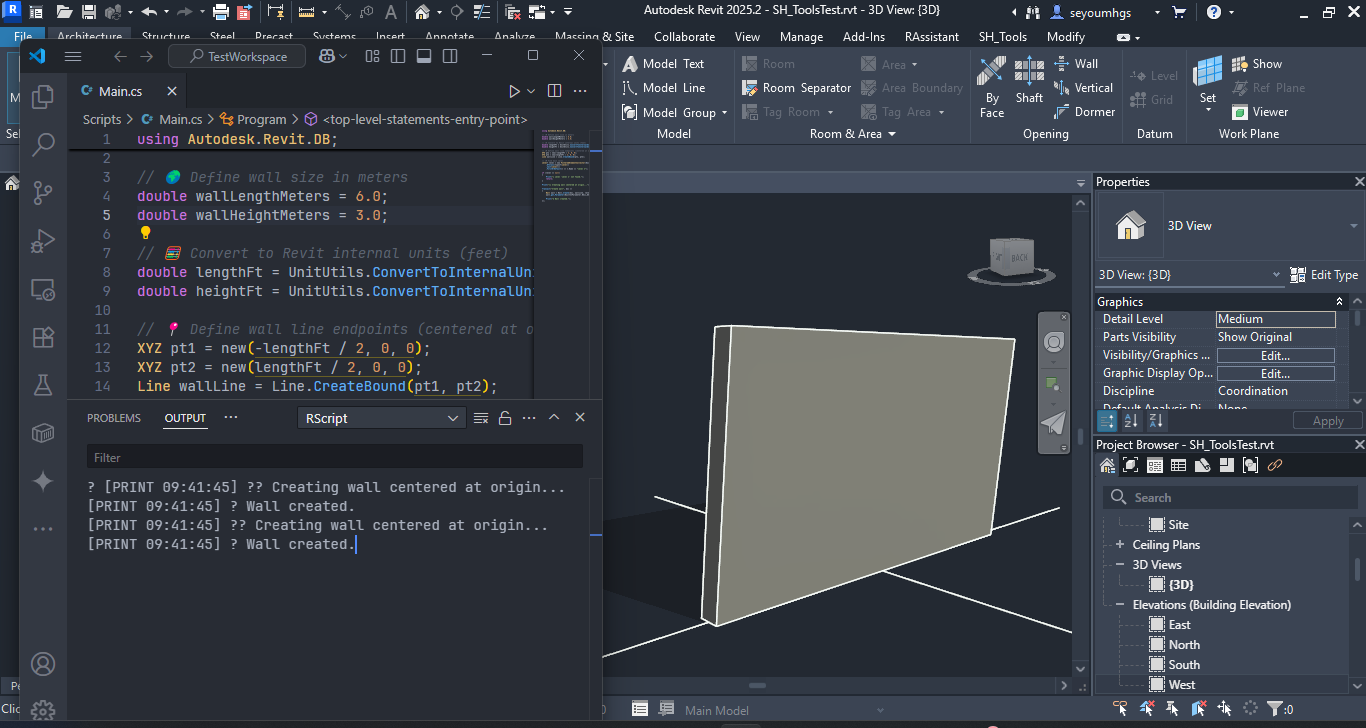 Autodesk Revit 2025.2 - SH_ToolsTest.rvt - 3D View: {3D}
seyoumhgs
File Architecture Structure Steel Precast Systems Insert Annotate Analyze Massing & Site Collaborate View Manage Add-Ins RAssistant SH_Tools Modify
TestWorkspace
Main.cs
Scripts > Main.cs > Program > <top-level-statements-entry-point>
1 using Autodesk.Revit.DB;
2
3 // 🌍 Define wall size in meters
4 double wallLengthMeters = 6.0;
5 double wallHeightMeters = 3.0;
6
7 // 🧮 Convert to Revit internal units (feet)
8 double lengthFt = UnitUtils.ConvertToInternalUni
9 double heightFt = UnitUtils.ConvertToInternalUni
10
11 // 📍 Define wall line endpoints (centered at o
12 XYZ pt1 = new(-lengthFt / 2, 0, 0);
13 XYZ pt2 = new(lengthFt / 2, 0, 0);
14 Line wallLine = Line.CreateBound(pt1, pt2);
PROBLEMS OUTPUT ··· RScript
Filter
? [PRINT 09:41:45] ?? Creating wall centered at origin...
[PRINT 09:41:45] ? Wall created.
[PRINT 09:41:45] ?? Creating wall centered at origin...
[PRINT 09:41:45] ? Wall created.
Model Text
Model Line
Model Group
Model
Room
Room Separator
Tag Room
Area
Area Boundary
Tag Area
Room & Area
By Face
Shaft
Wall
Vertical
Dormer
Opening
Level
Grid
Datum
Set
Show
Ref Plane
Viewer
Work Plane
BACK
Properties
3D View
3D View: {3D} Edit Type
Graphics
Detail Level Medium
Parts Visibility Show Original
Visibility/Graphics ... Edit...
Graphic Display Op... Edit...
Discipline Coordination
Default Analysis Di... None
Apply
Project Browser - SH_ToolsTest.rvt
Search
Site
Ceiling Plans
3D Views
{3D}
Elevations (Building Elevation)
East
North
South
West
Main Model
:0